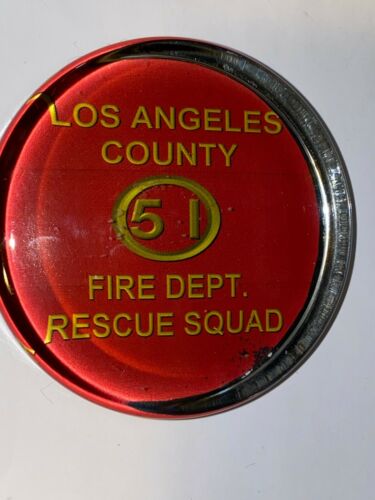 LOS ANGELES
COUNTY
51
FIRE DEPT.
RESCUE SQUAD